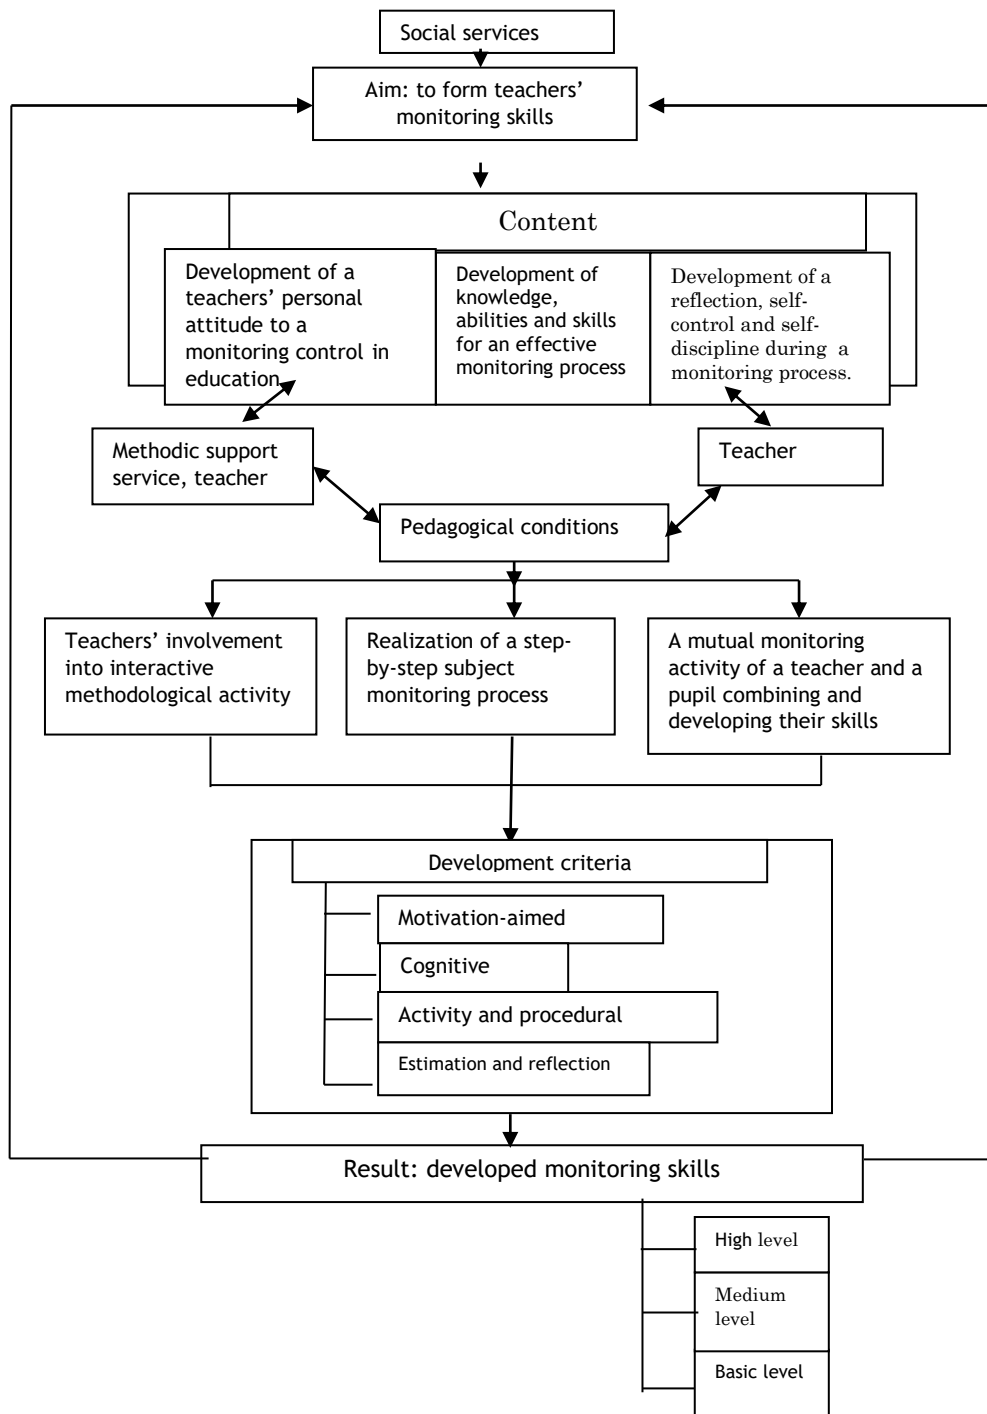 Social services
Aim: to form teachers’
monitoring skills
Content
Development of a
teachers’ personal
attitude to a
monitoring control in
education
Development of
knowledge,
abilities and skills
for an effective
monitoring process
Development of a
reflection, self-
control and self-
discipline during a
monitoring process.
Methodic support
service, teacher
Teacher
Pedagogical conditions
Teachers’ involvement
into interactive
methodological activity
Realization of a step-
by-step subject
monitoring process
A mutual monitoring
activity of a teacher and a
pupil combining and
developing their skills
Development criteria
Motivation-aimed
Cognitive
Activity and procedural
Estimation and reflection
Result: developed monitoring skills
High level
Medium
level
Basic level